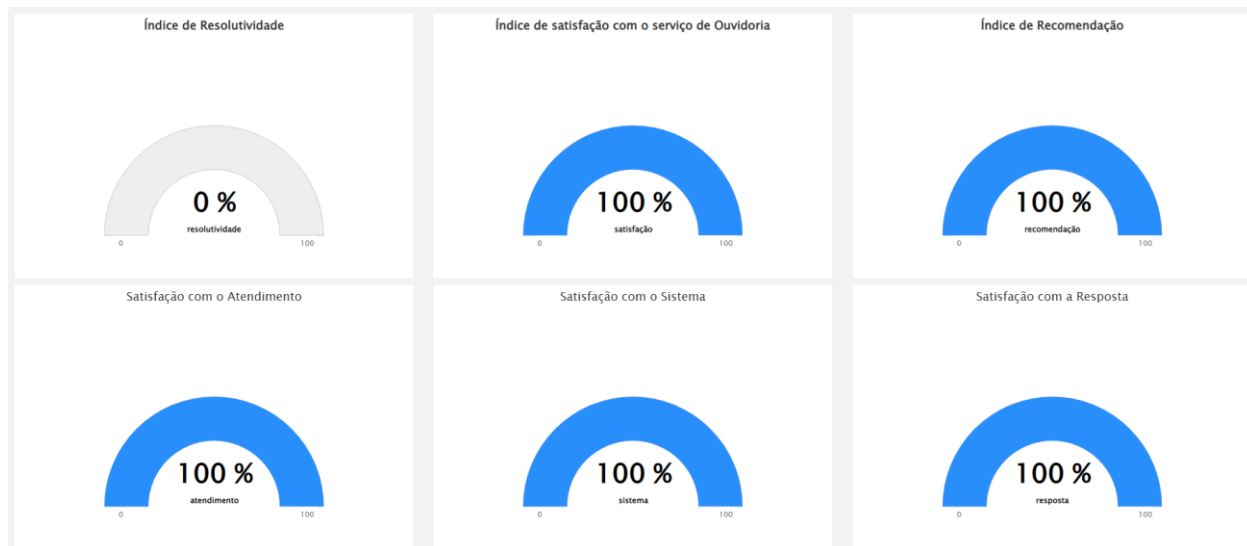 Índice de Resolutividade
0 %
resolutividade
0 100
Índice de satisfação com o serviço de Ouvidoria
100 %
satisfação
0 100
Índice de Recomendação
100 %
recomendação
0 100
Satisfação com o Atendimento
100 %
atendimento
0 100
Satisfação com o Sistema
100 %
sistema
0 100
Satisfação com a Resposta
100 %
resposta
0 100